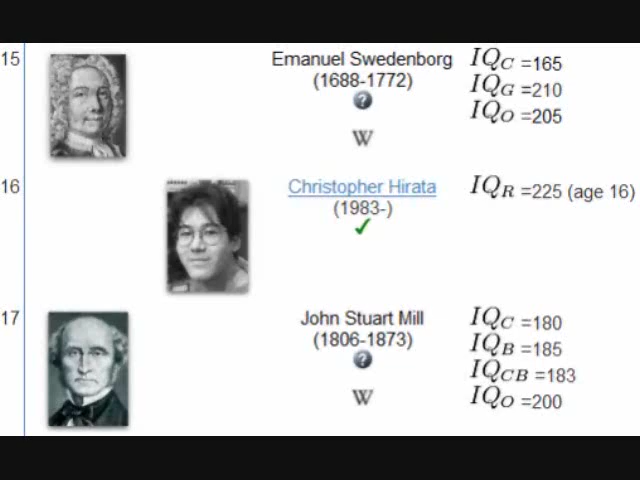 15
Emanuel Swedenborg
(1688-1772)
?
W
IQC =165
IQG =210
IQO =205
16
Christopher Hirata
(1983-)
IQR =225 (age 16)
17
John Stuart Mill
(1806-1873)
?
W
IQC =180
IQB =185
IQCB =183
IQO =200